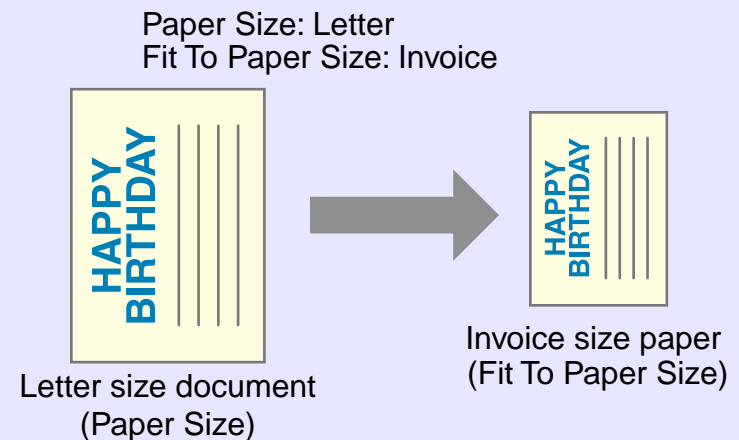 Paper Size: Letter
Fit To Paper Size: Invoice
HAPPY
BIRTHDAY
HAPPY
BIRTHDAY
Letter size document
(Paper Size)
Invoice size paper
(Fit To Paper Size)